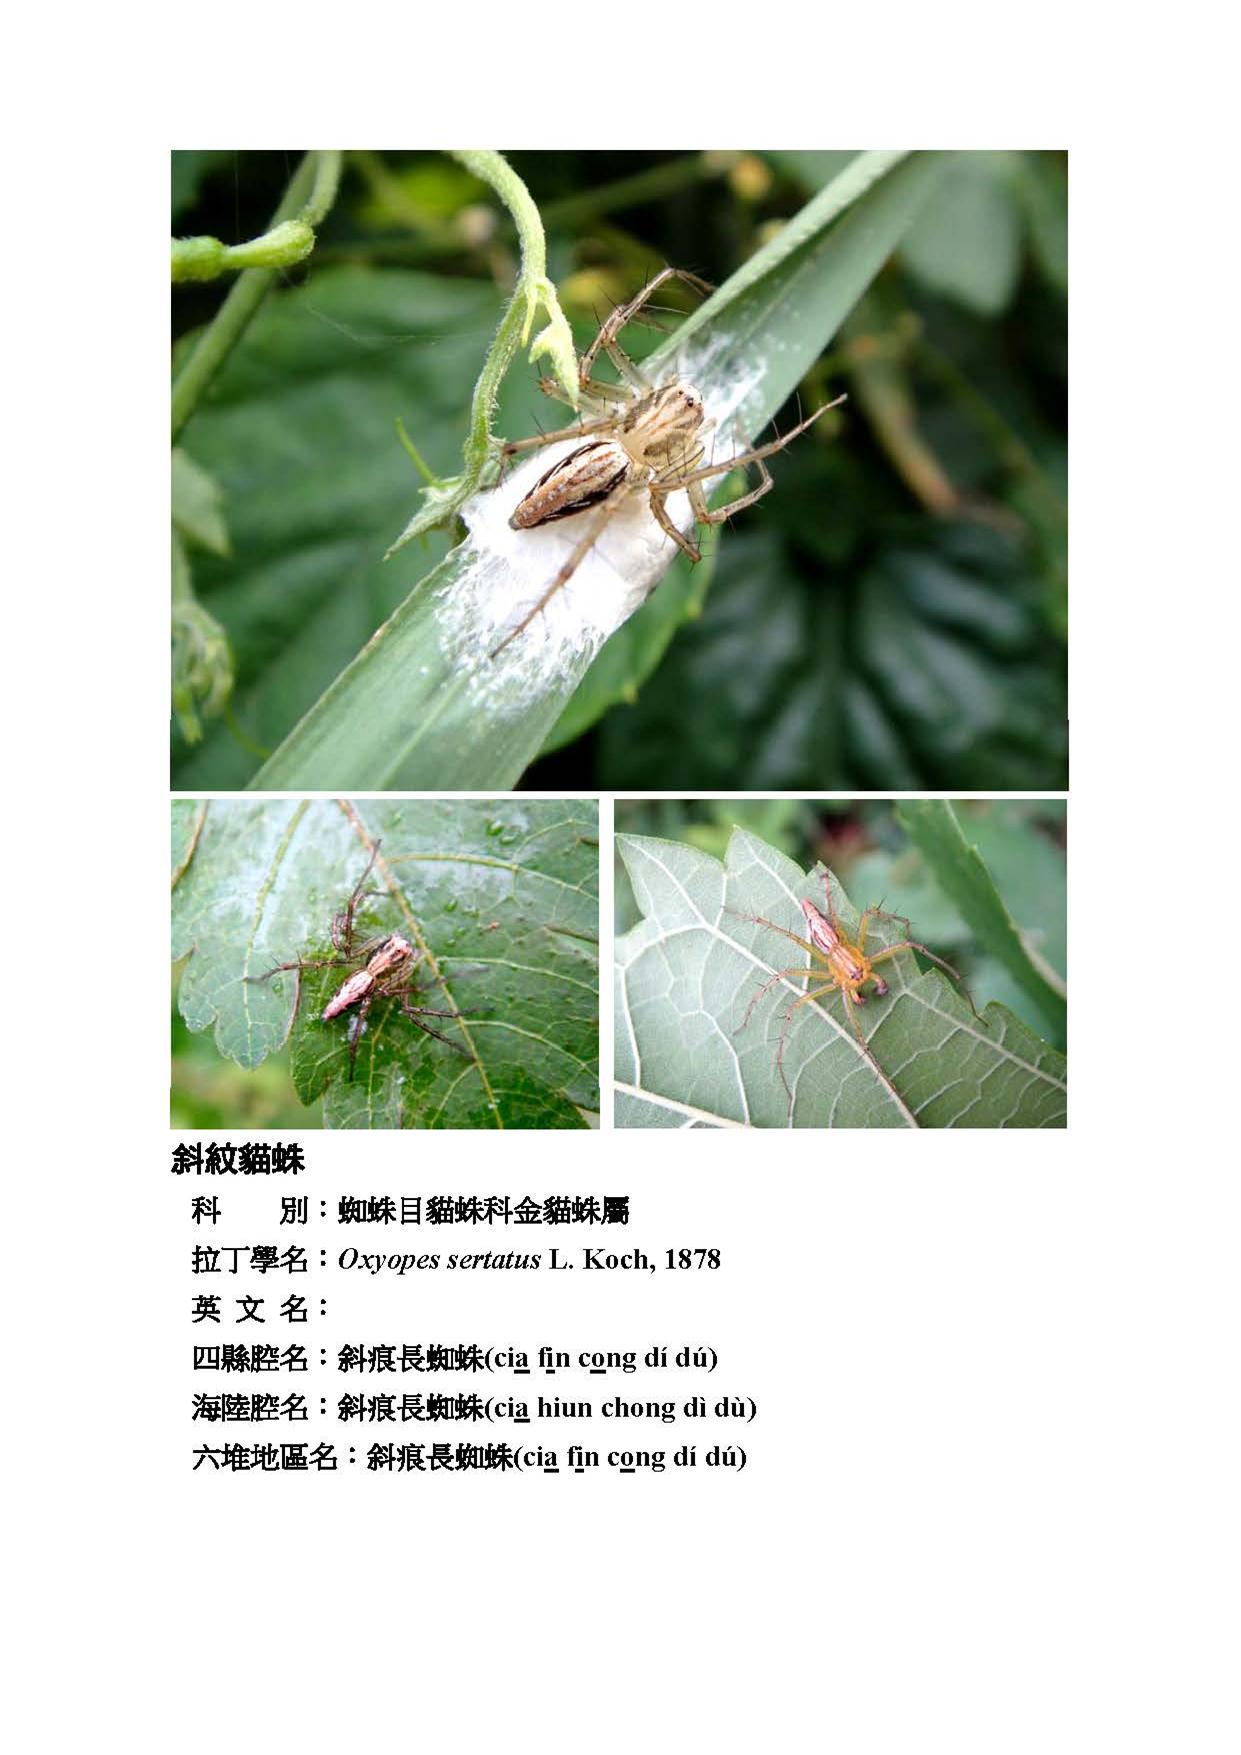 斜紋貓蛛
科　　別：蜘蛛目貓蛛科金貓蛛屬
拉丁學名：Oxyopes sertatus L. Koch, 1878
英 文 名：
四縣腔名：斜痕長蜘蛛(cia fin cong dí dú)
海陸腔名：斜痕長蜘蛛(cia hiun chong dì dù)
六堆地區名：斜痕長蜘蛛(cia fin cong dí dú)